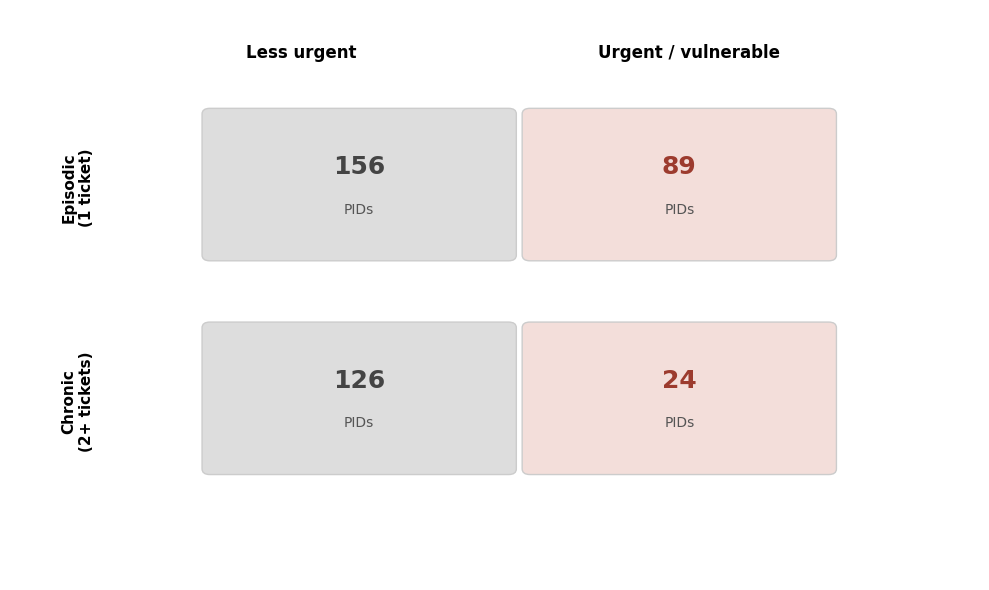 Less urgent
Urgent / vulnerable
Episodic
(1 ticket)
156
PIDs
89
PIDs
Chronic
(2+ tickets)
126
PIDs
24
PIDs